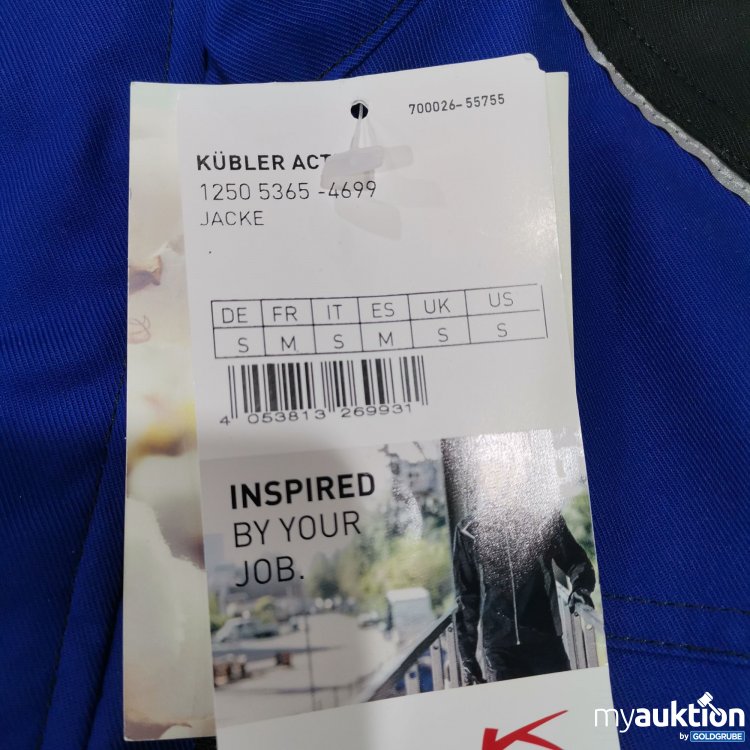 700026-55755
KÜBLER ACT
1250 5365 -4699
JACKE
DE FR IT ES UK US
S M S M S S
4 053813 269931
INSPIRED
BY YOUR
JOB.
myauktion
by GOLDGRUBE